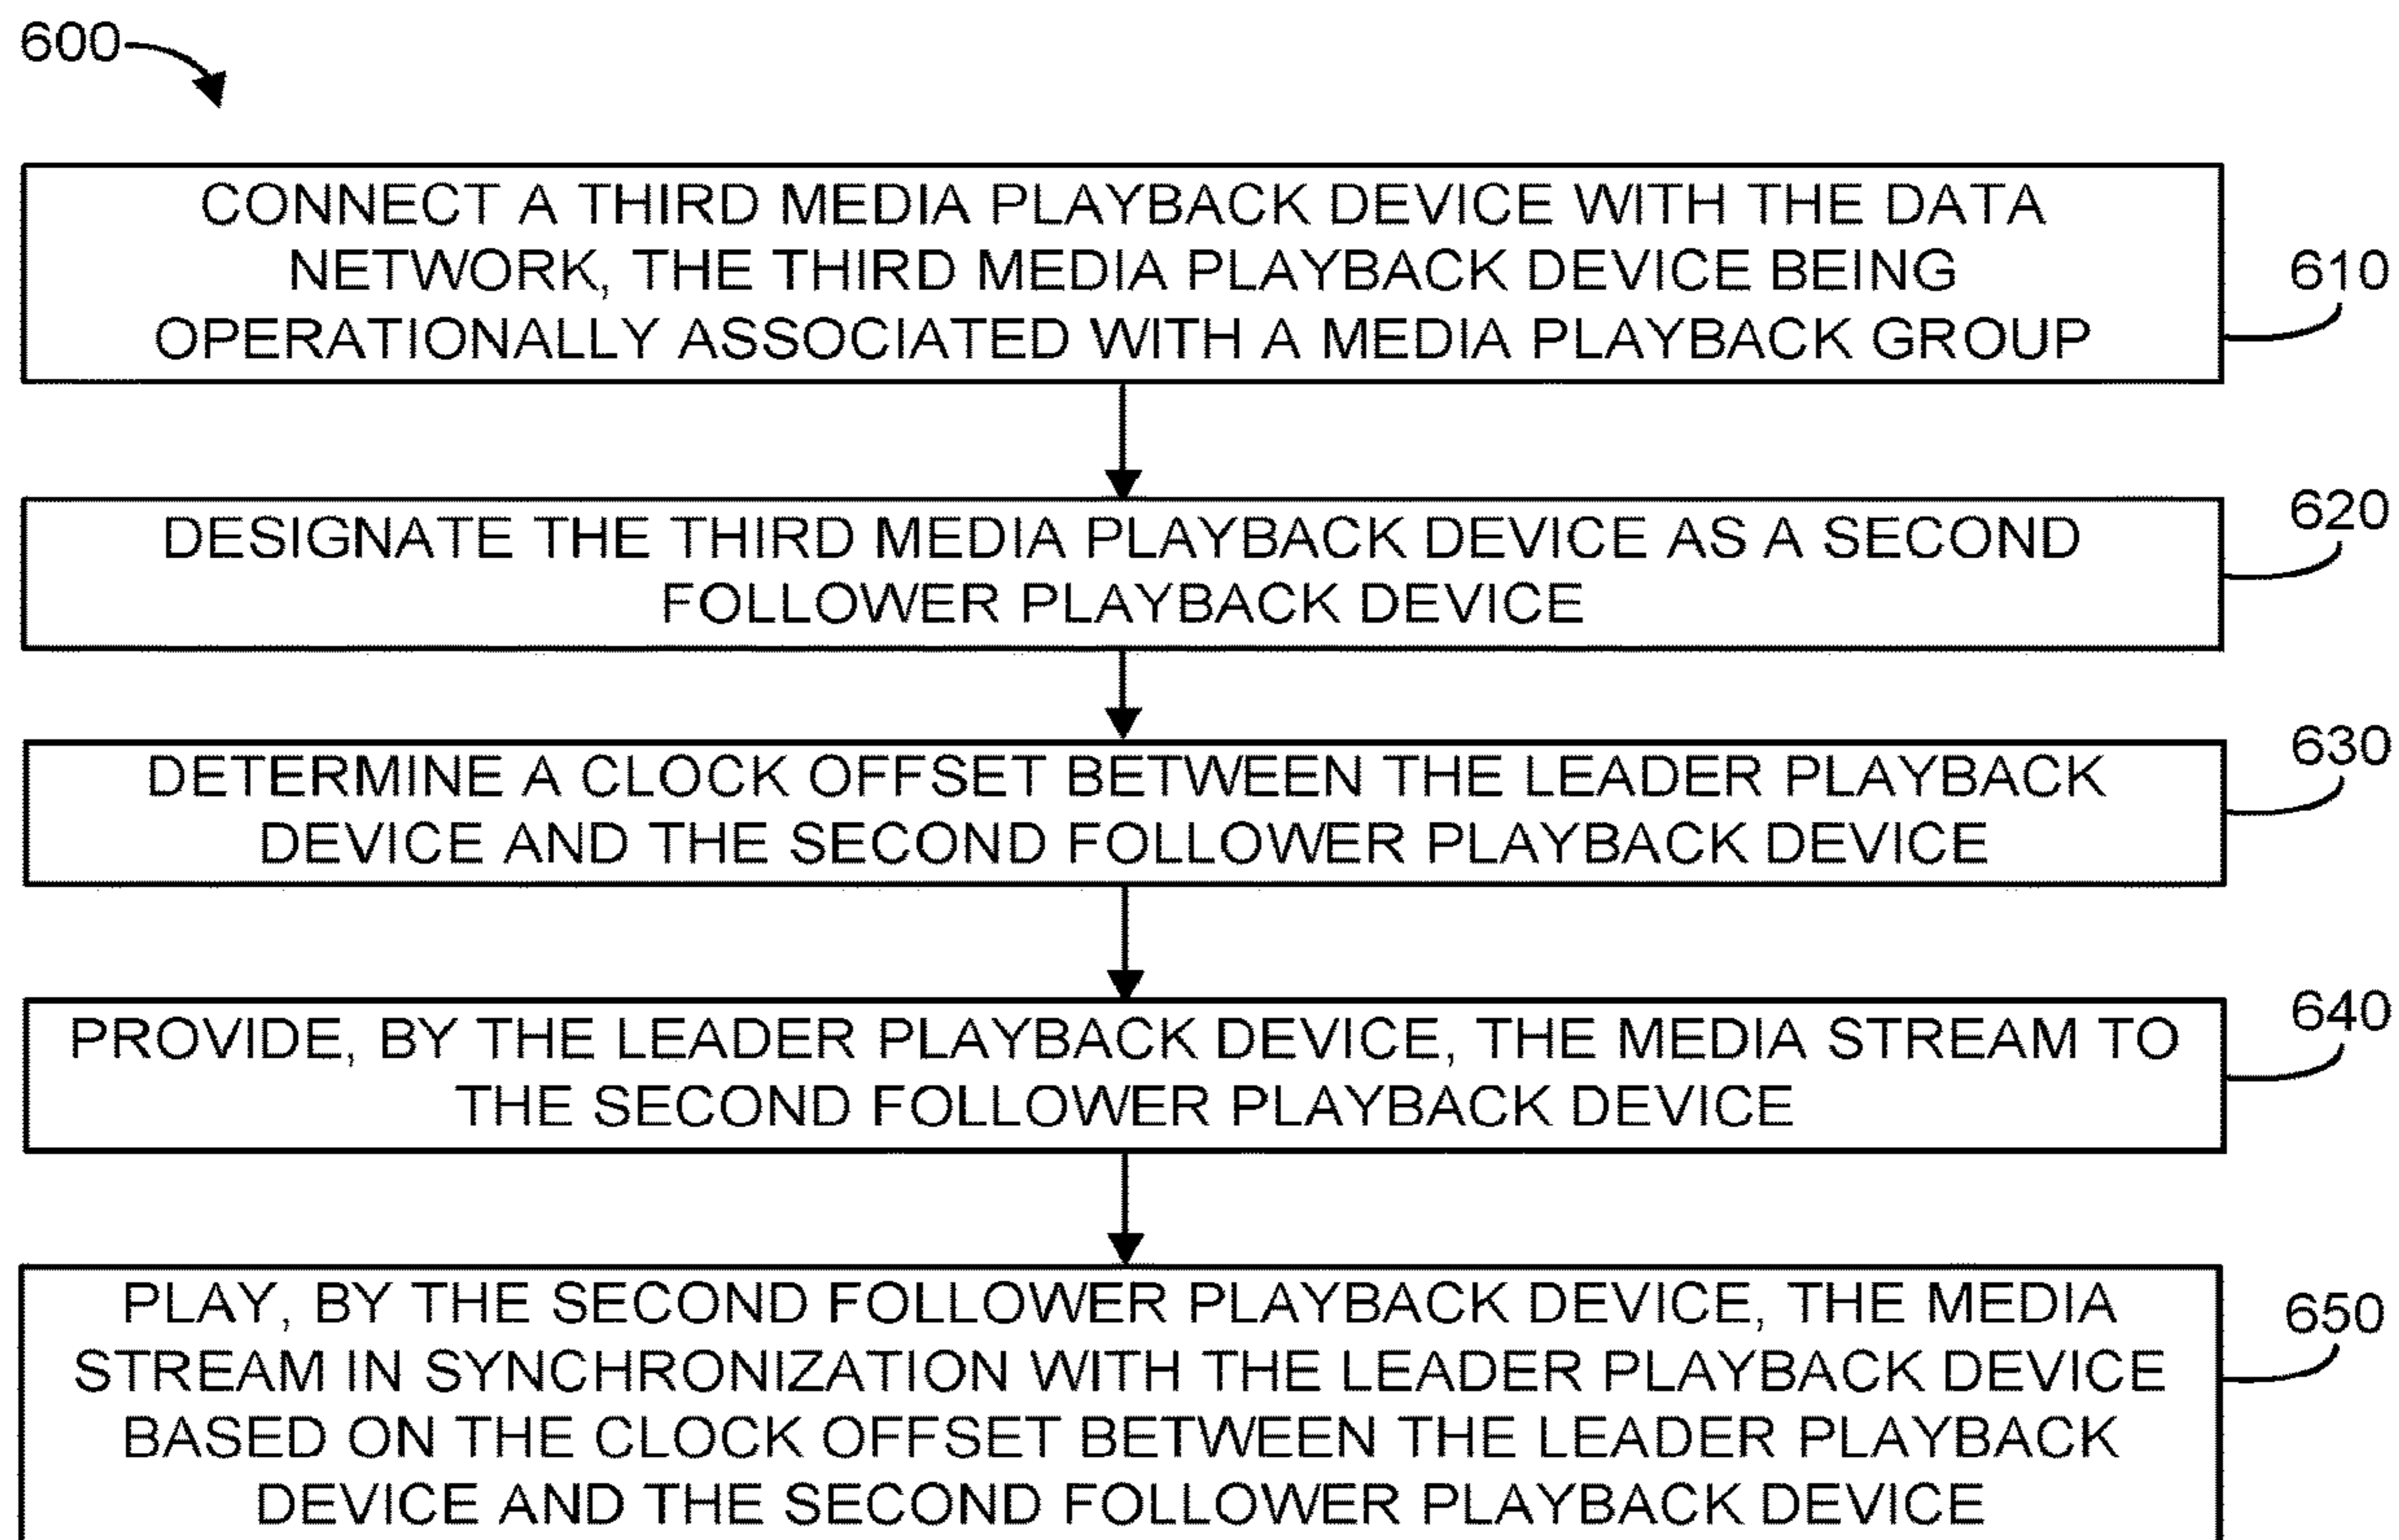 600
CONNECT A THIRD MEDIA PLAYBACK DEVICE WITH THE DATA
NETWORK, THE THIRD MEDIA PLAYBACK DEVICE BEING
OPERATIONALLY ASSOCIATED WITH A MEDIA PLAYBACK GROUP
610
DESIGNATE THE THIRD MEDIA PLAYBACK DEVICE AS A SECOND
FOLLOWER PLAYBACK DEVICE
620
DETERMINE A CLOCK OFFSET BETWEEN THE LEADER PLAYBACK
DEVICE AND THE SECOND FOLLOWER PLAYBACK DEVICE
630
PROVIDE, BY THE LEADER PLAYBACK DEVICE, THE MEDIA STREAM TO
THE SECOND FOLLOWER PLAYBACK DEVICE
640
PLAY, BY THE SECOND FOLLOWER PLAYBACK DEVICE, THE MEDIA
STREAM IN SYNCHRONIZATION WITH THE LEADER PLAYBACK DEVICE
BASED ON THE CLOCK OFFSET BETWEEN THE LEADER PLAYBACK
DEVICE AND THE SECOND FOLLOWER PLAYBACK DEVICE
650